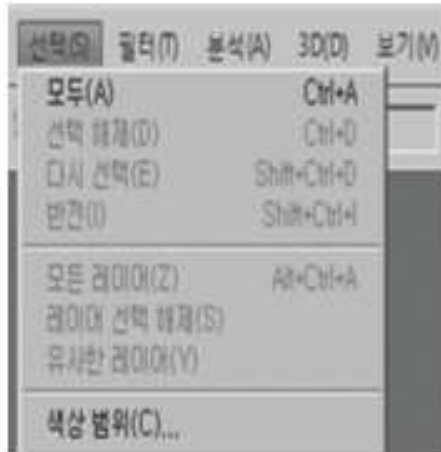 선택(S) 필터(T) 분석(A) 3D(D) 보기(V)
모두(A) Ctrl+A
선택 해제(D) Ctrl+D
다시 선택(E) Shift+Ctrl+D
반전(I) Shift+Ctrl+I
모든 레이어(Z) Alt+Ctrl+A
레이어 선택 해제(S)
유사한 레이어(Y)
색상 범위(C)...